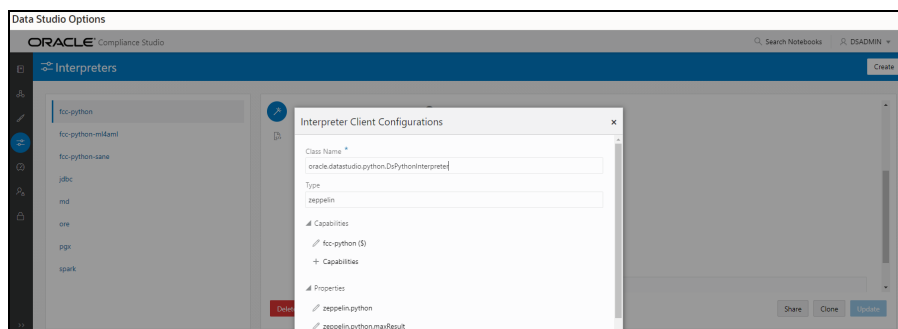 Data Studio Options
ORACLE Compliance Studio
Search Notebooks
DSADMIN
Interpreters
Create
fcc-python
fcc-python-ml4aml
fcc-python-sane
jdbc
md
ore
pgx
spark
Interpreter Client Configurations
×
Class Name *
oracle.datastudio.python.DsPythonInterpreter
Type
zeppelin
Capabilities
fcc-python ($)
+ Capabilities
Properties
zeppelin.python
zeppelin.python.maxResult
Delet
Share
Clone
Update